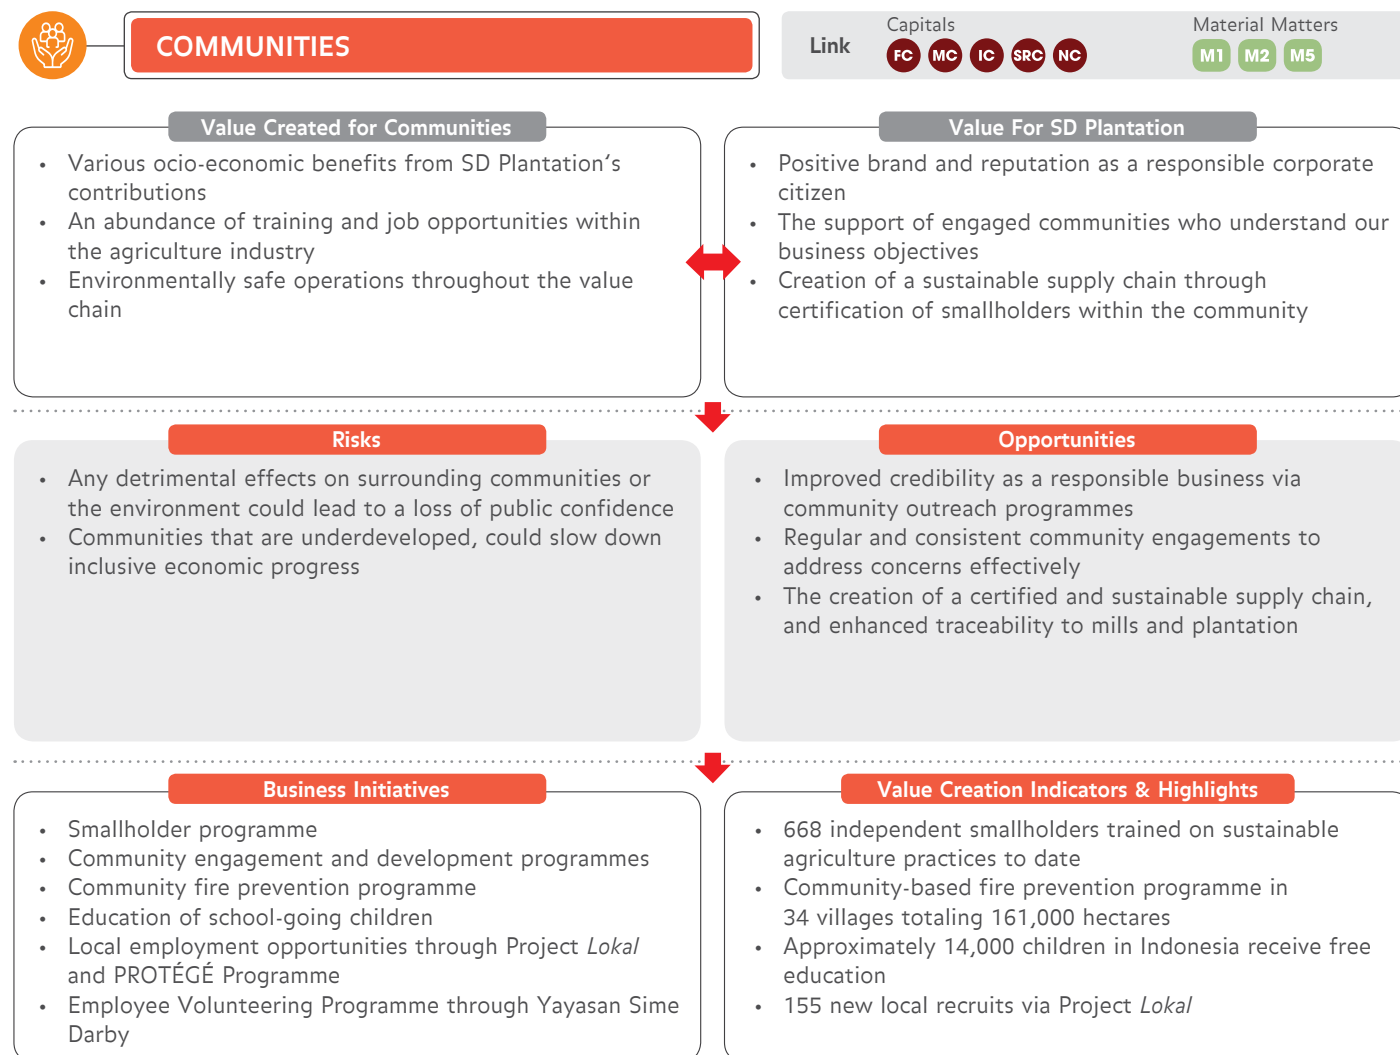 COMMUNITIES
Link
Capitals
FC MC IC SRC NC
Material Matters
M1 M2 M5
Value Created for Communities
• Various ocio-economic benefits from SD Plantation's
contributions
• An abundance of training and job opportunities within
the agriculture industry
• Environmentally safe operations throughout the value
chain
Value For SD Plantation
• Positive brand and reputation as a responsible corporate
citizen
• The support of engaged communities who understand our
business objectives
• Creation of a sustainable supply chain through
certification of smallholders within the community
Risks
• Any detrimental effects on surrounding communities or
the environment could lead to a loss of public confidence
• Communities that are underdeveloped, could slow down
inclusive economic progress
Opportunities
• Improved credibility as a responsible business via
community outreach programmes
• Regular and consistent community engagements to
address concerns effectively
• The creation of a certified and sustainable supply chain,
and enhanced traceability to mills and plantation
Business Initiatives
• Smallholder programme
• Community engagement and development programmes
• Community fire prevention programme
• Education of school-going children
• Local employment opportunities through Project Lokal
and PROTÉGÉ Programme
• Employee Volunteering Programme through Yayasan Sime
Darby
Value Creation Indicators & Highlights
• 668 independent smallholders trained on sustainable
agriculture practices to date
• Community-based fire prevention programme in
34 villages totaling 161,000 hectares
• Approximately 14,000 children in Indonesia receive free
education
• 155 new local recruits via Project Lokal